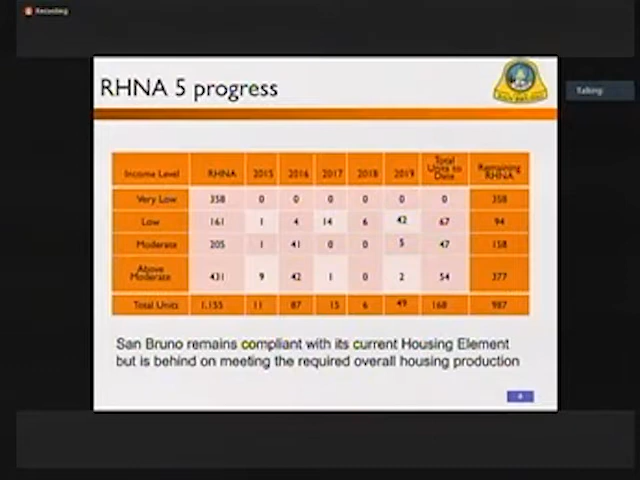 Recording
RHNA 5 progress
SAN BRUNO
Talking:
Income Level RHNA 2015 2016 2017 2018 2019 Total Units to Date Remaining RHNA
Very Low 358 0 0 0 0 0 0 358
Low 161 1 4 14 6 42 67 94
Moderate 205 1 41 0 0 5 47 158
Above Moderate 431 9 42 1 0 2 54 377
Total Units 1,155 11 87 15 6 49 168 987
San Bruno remains compliant with its current Housing Element
but is behind on meeting the required overall housing production
4